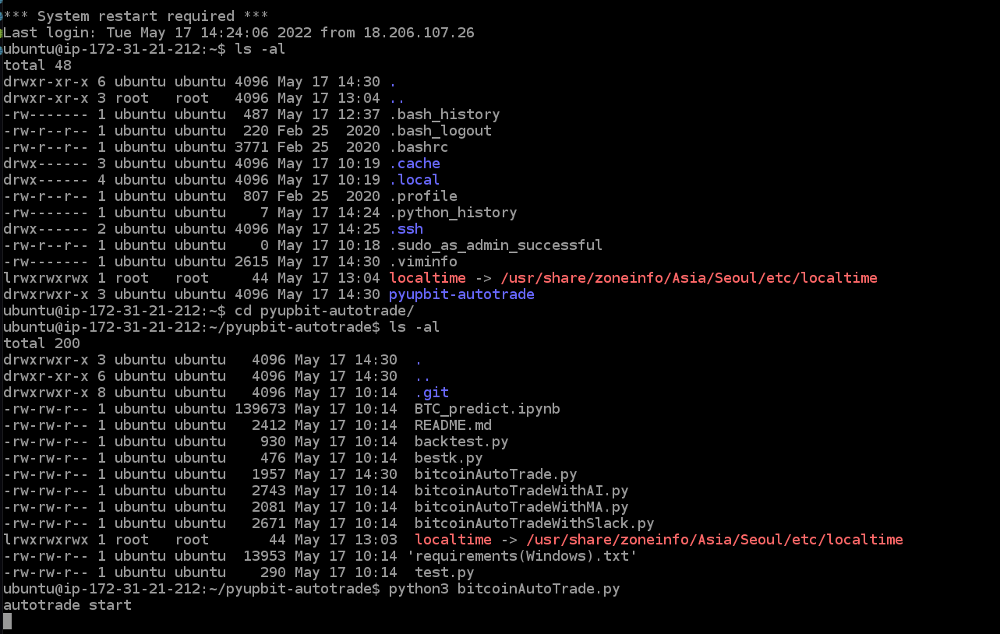 *** System restart required ***
Last login: Tue May 17 14:24:06 2022 from 18.206.107.26
ubuntu@ip-172-31-21-212:~$ ls -al
total 48
drwxr-xr-x 6 ubuntu ubuntu 4096 May 17 14:30 .
drwxr-xr-x 3 root   root   4096 May 17 13:04 ..
-rw------- 1 ubuntu ubuntu  487 May 17 12:37 .bash_history
-rw-r--r-- 1 ubuntu ubuntu  220 Feb 25  2020 .bash_logout
-rw-r--r-- 1 ubuntu ubuntu 3771 Feb 25  2020 .bashrc
drwx------ 3 ubuntu ubuntu 4096 May 17 10:19 .cache
drwx------ 4 ubuntu ubuntu 4096 May 17 10:19 .local
-rw-r--r-- 1 ubuntu ubuntu  807 Feb 25  2020 .profile
-rw------- 1 ubuntu ubuntu    7 May 17 14:24 .python_history
drwx------ 2 ubuntu ubuntu 4096 May 17 14:25 .ssh
-rw-r--r-- 1 ubuntu ubuntu    0 May 17 10:18 .sudo_as_admin_successful
-rw------- 1 ubuntu ubuntu 2615 May 17 14:30 .viminfo
lrwxrwxrwx 1 root   root     44 May 17 13:04 localtime -> /usr/share/zoneinfo/Asia/Seoul/etc/localtime
drwxrwxr-x 3 ubuntu ubuntu 4096 May 17 14:30 pyupbit-autotrade
ubuntu@ip-172-31-21-212:~$ cd pyupbit-autotrade/
ubuntu@ip-172-31-21-212:~/pyupbit-autotrade$ ls -al
total 200
drwxrwxr-x 3 ubuntu ubuntu   4096 May 17 14:30  .
drwxr-xr-x 6 ubuntu ubuntu   4096 May 17 14:30  ..
drwxrwxr-x 8 ubuntu ubuntu   4096 May 17 10:14  .git
-rw-rw-r-- 1 ubuntu ubuntu 139673 May 17 10:14  BTC_predict.ipynb
-rw-rw-r-- 1 ubuntu ubuntu   2412 May 17 10:14  README.md
-rw-rw-r-- 1 ubuntu ubuntu    930 May 17 10:14  backtest.py
-rw-rw-r-- 1 ubuntu ubuntu    476 May 17 10:14  bestk.py
-rw-rw-r-- 1 ubuntu ubuntu   1957 May 17 14:30  bitcoinAutoTrade.py
-rw-rw-r-- 1 ubuntu ubuntu   2743 May 17 10:14  bitcoinAutoTradeWithAI.py
-rw-rw-r-- 1 ubuntu ubuntu   2081 May 17 10:14  bitcoinAutoTradeWithMA.py
-rw-rw-r-- 1 ubuntu ubuntu   2671 May 17 10:14  bitcoinAutoTradeWithSlack.py
lrwxrwxrwx 1 root   root       44 May 17 13:03  localtime -> /usr/share/zoneinfo/Asia/Seoul/etc/localtime
-rw-rw-r-- 1 ubuntu ubuntu  13953 May 17 10:14 'requirements(Windows).txt'
-rw-rw-r-- 1 ubuntu ubuntu    290 May 17 10:14  test.py
ubuntu@ip-172-31-21-212:~/pyupbit-autotrade$ python3 bitcoinAutoTrade.py
autotrade start